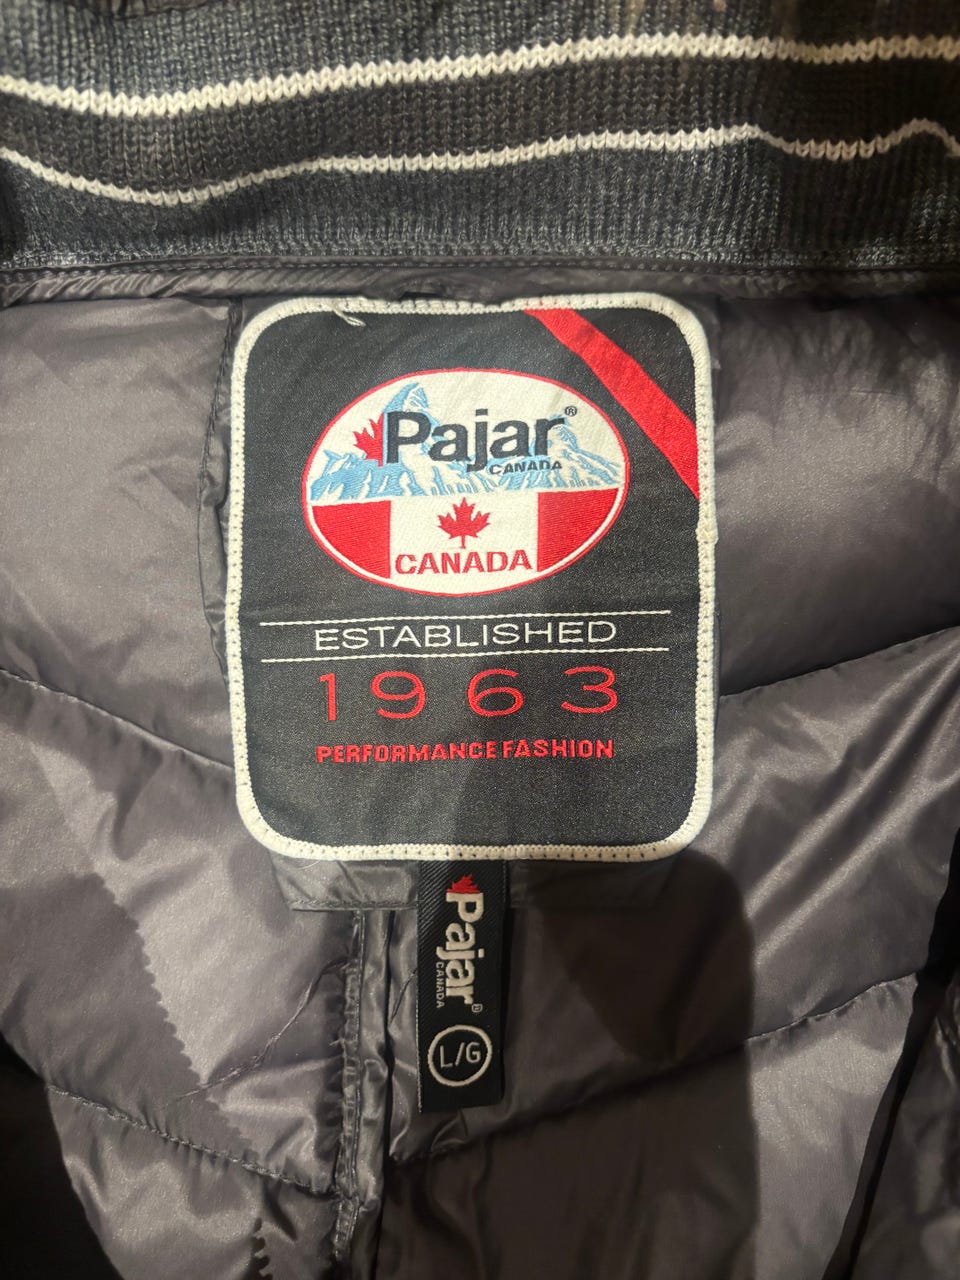 Pajar®
CANADA
CANADA
ESTABLISHED
1963
PERFORMANCE FASHION
Pajar®
CANADA
L/G